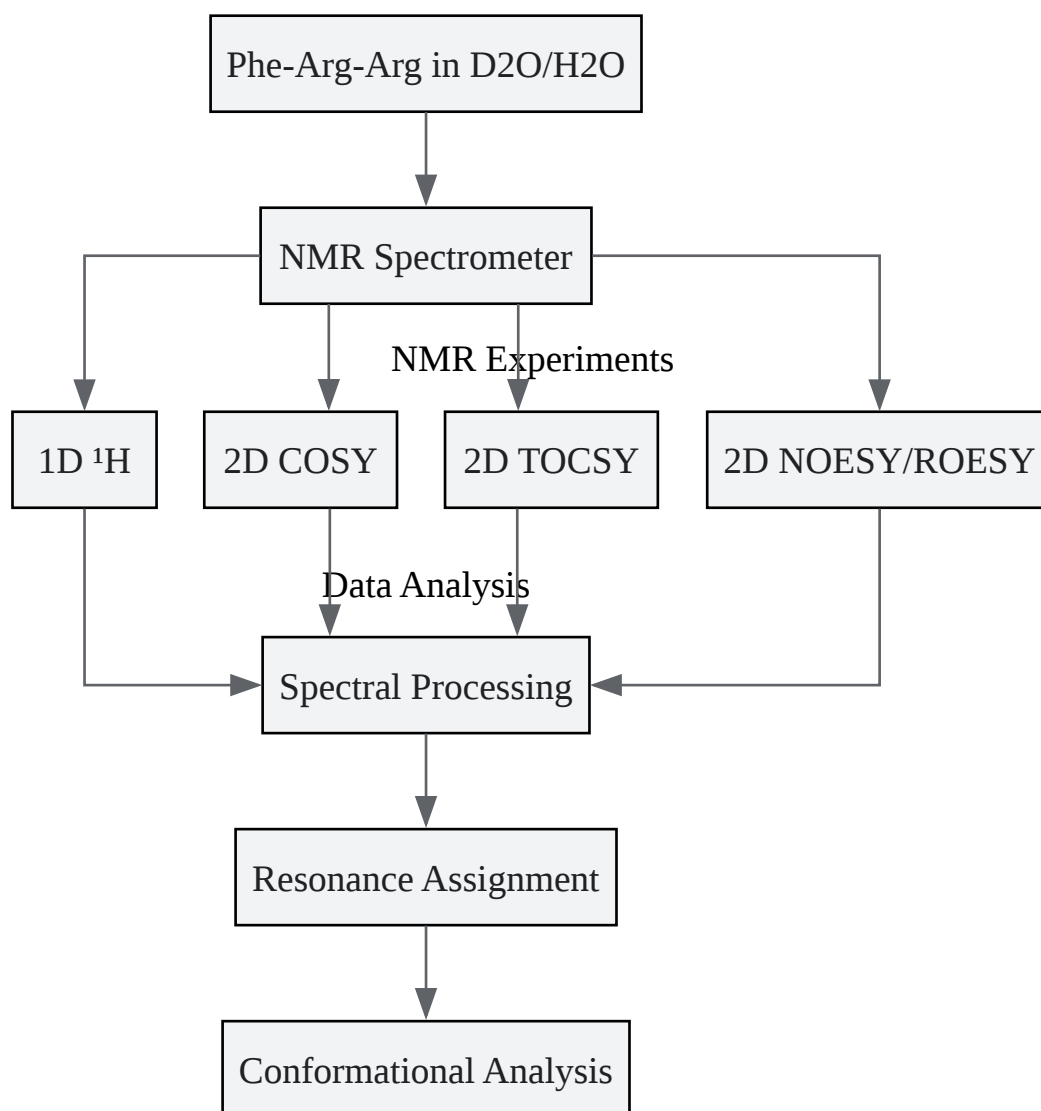 Phe-Arg-Arg in D2O/H2O
NMR Spectrometer
NMR Experiments
1D ¹H
2D COSY
2D TOCSY
2D NOESY/ROESY
Data Analysis
Spectral Processing
Resonance Assignment
Conformational Analysis